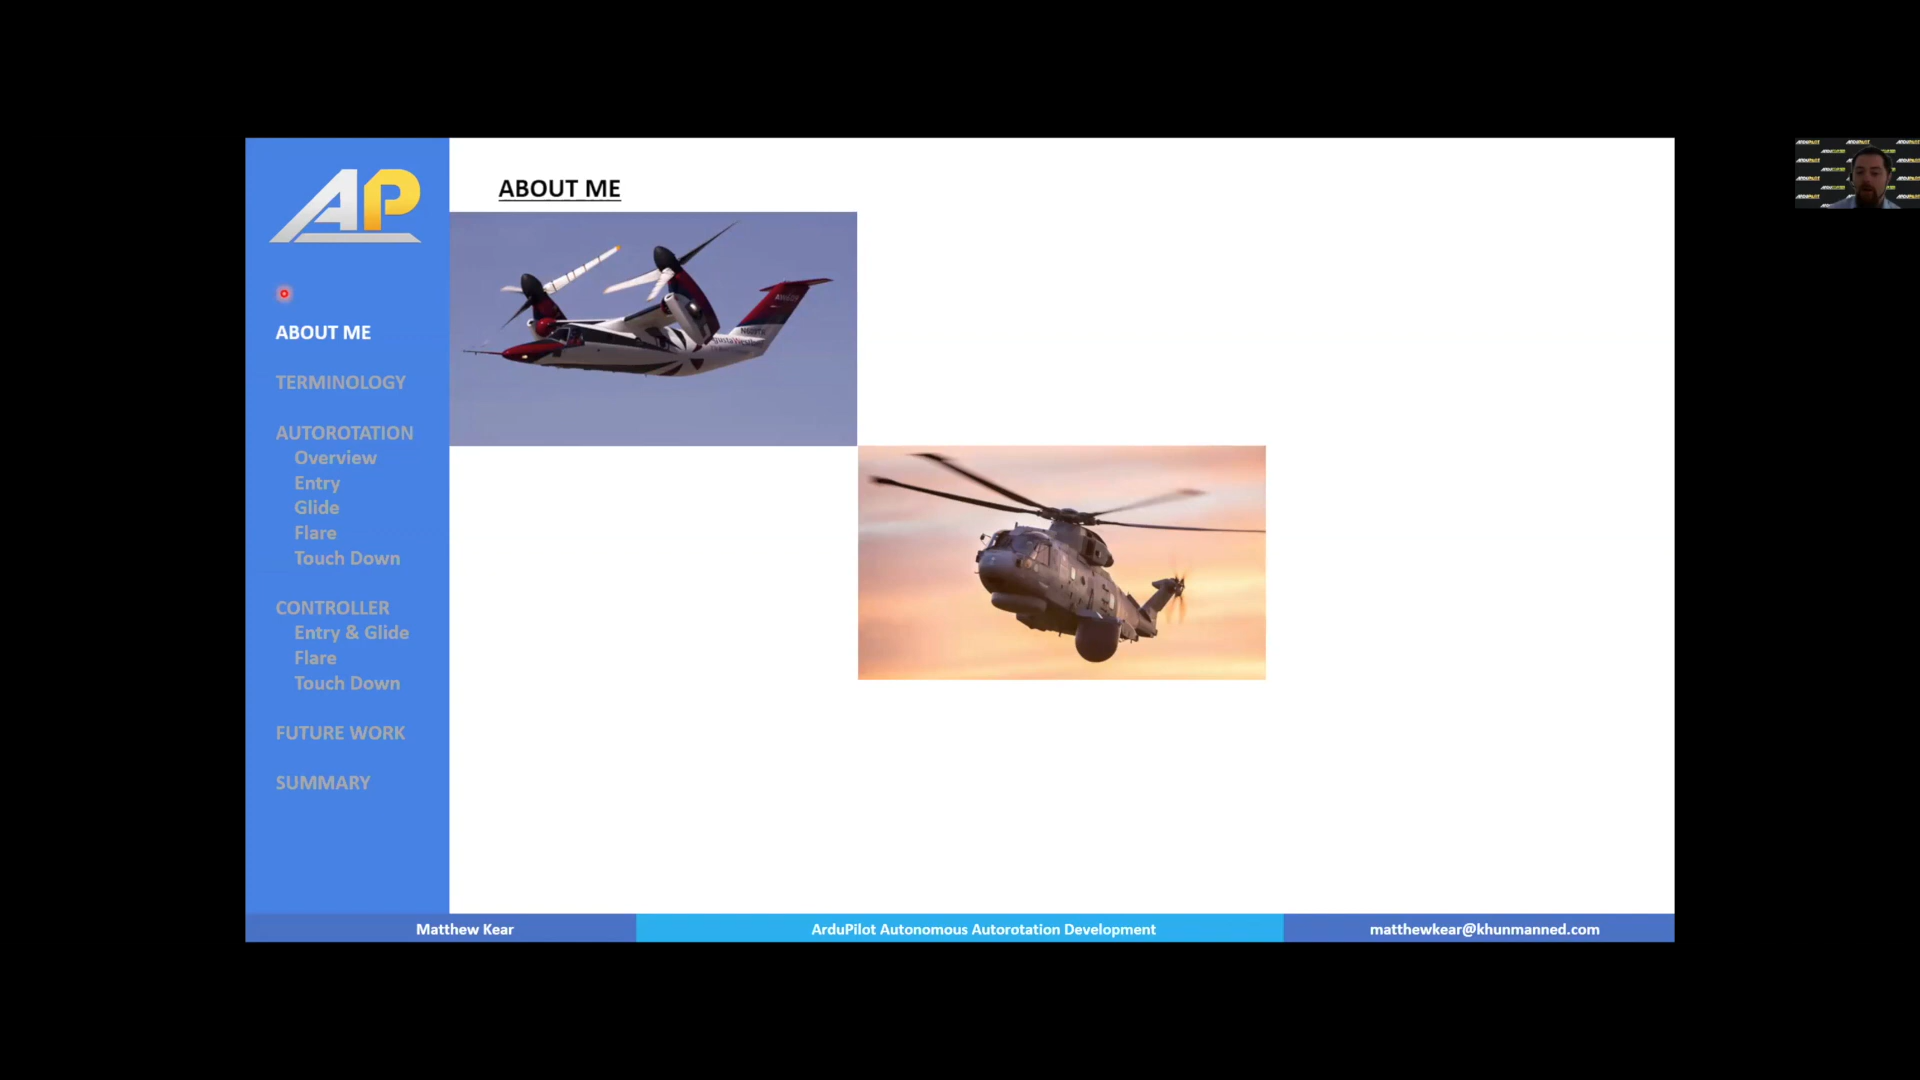 AP
ABOUT ME
ABOUT ME
TERMINOLOGY
AUTOROTATION
Overview
Entry
Glide
Flare
Touch Down
CONTROLLER
Entry & Glide
Flare
Touch Down
FUTURE WORK
SUMMARY
Matthew Kear
ArduPilot Autonomous Autorotation Development
matthewkear@khunmanned.com